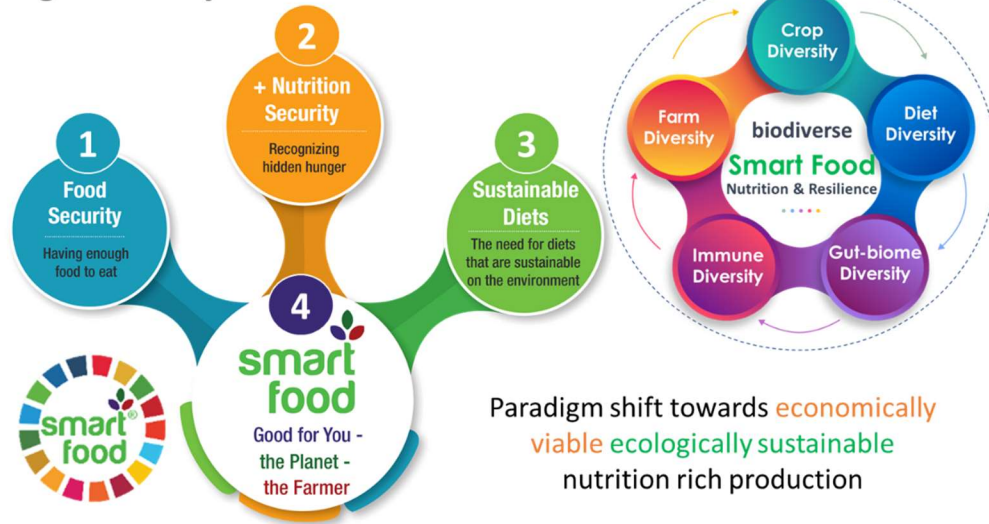 1
Food
Security
Having enough
food to eat
2
+ Nutrition
Security
Recognizing
hidden hunger
3
Sustainable
Diets
The need for diets
that are sustainable
on the environment
4
smart
food
Good for You -
the Planet -
the Farmer
smart®
food
Crop
Diversity
Diet
Diversity
Gut-biome
Diversity
Immune
Diversity
Farm
Diversity
biodiverse
Smart Food
Nutrition & Resilience
Paradigm shift towards economically
viable ecologically sustainable
nutrition rich production